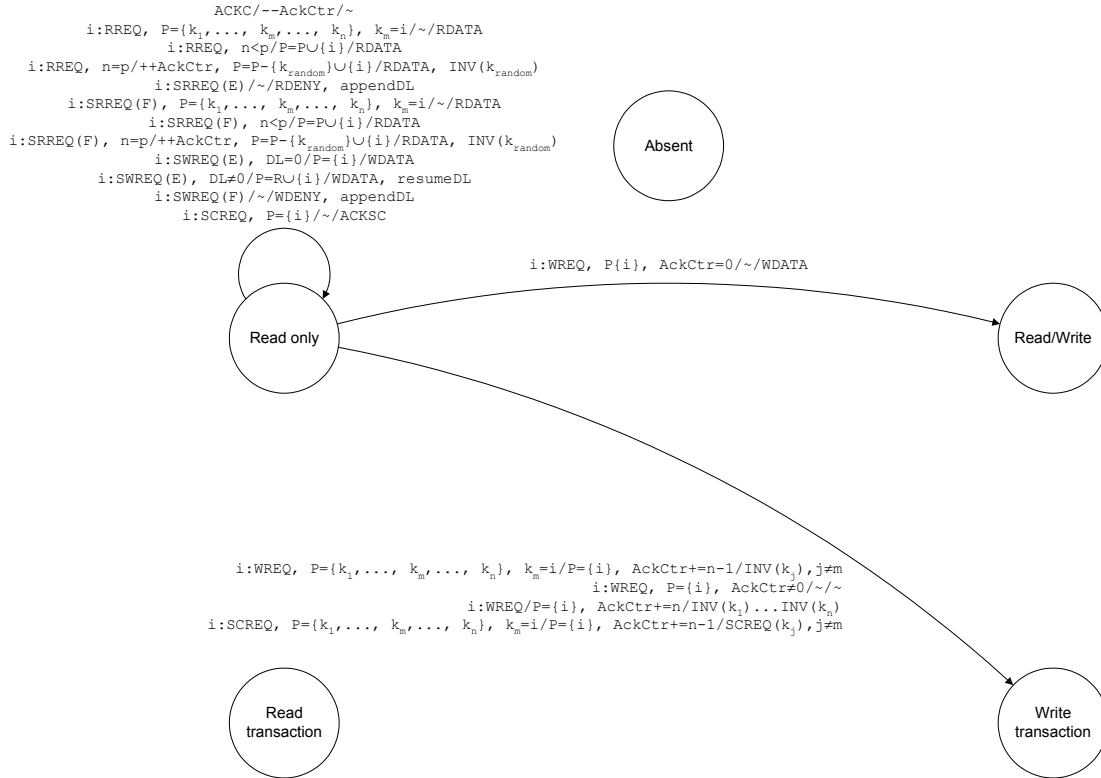 ACKC/--AckCtr/~
i:RREQ, P={k₁,..., kₘ,..., kₙ}, kₘ=i/~/RDATA
i:RREQ, n<p/P=P∪{i}/RDATA
i:RREQ, n=p/++AckCtr, P=P-{k_random}∪{i}/RDATA, INV(k_random)
i:SRREQ(E)/~/RDENY, appendDL
i:SRREQ(F), P={k₁,..., kₘ,..., kₙ}, kₘ=i/~/RDATA
i:SRREQ(F), n<p/P=P∪{i}/RDATA
i:SRREQ(F), n=p/++AckCtr, P=P-{k_random}∪{i}/RDATA, INV(k_random)
i:SWREQ(E), DL=0/P={i}/WDATA
i:SWREQ(E), DL≠0/P=R∪{i}/WDATA, resumeDL
i:SWREQ(F)/~/WDENY, appendDL
i:SCREQ, P={i}/~/ACKSC
Absent
i:WREQ, P{i}, AckCtr=0/~/WDATA
Read only
Read/Write
i:WREQ, P={k₁,..., kₘ,..., kₙ}, kₘ=i/P={i}, AckCtr+=n-1/INV(kⱼ),j≠m
i:WREQ, P={i}, AckCtr≠0/~/~
i:WREQ/P={i}, AckCtr+=n/INV(k₁)...INV(kₙ)
i:SCREQ, P={k₁,..., kₘ,..., kₙ}, kₘ=i/P={i}, AckCtr+=n-1/SCREQ(kⱼ),j≠m
Read
transaction
Write
transaction